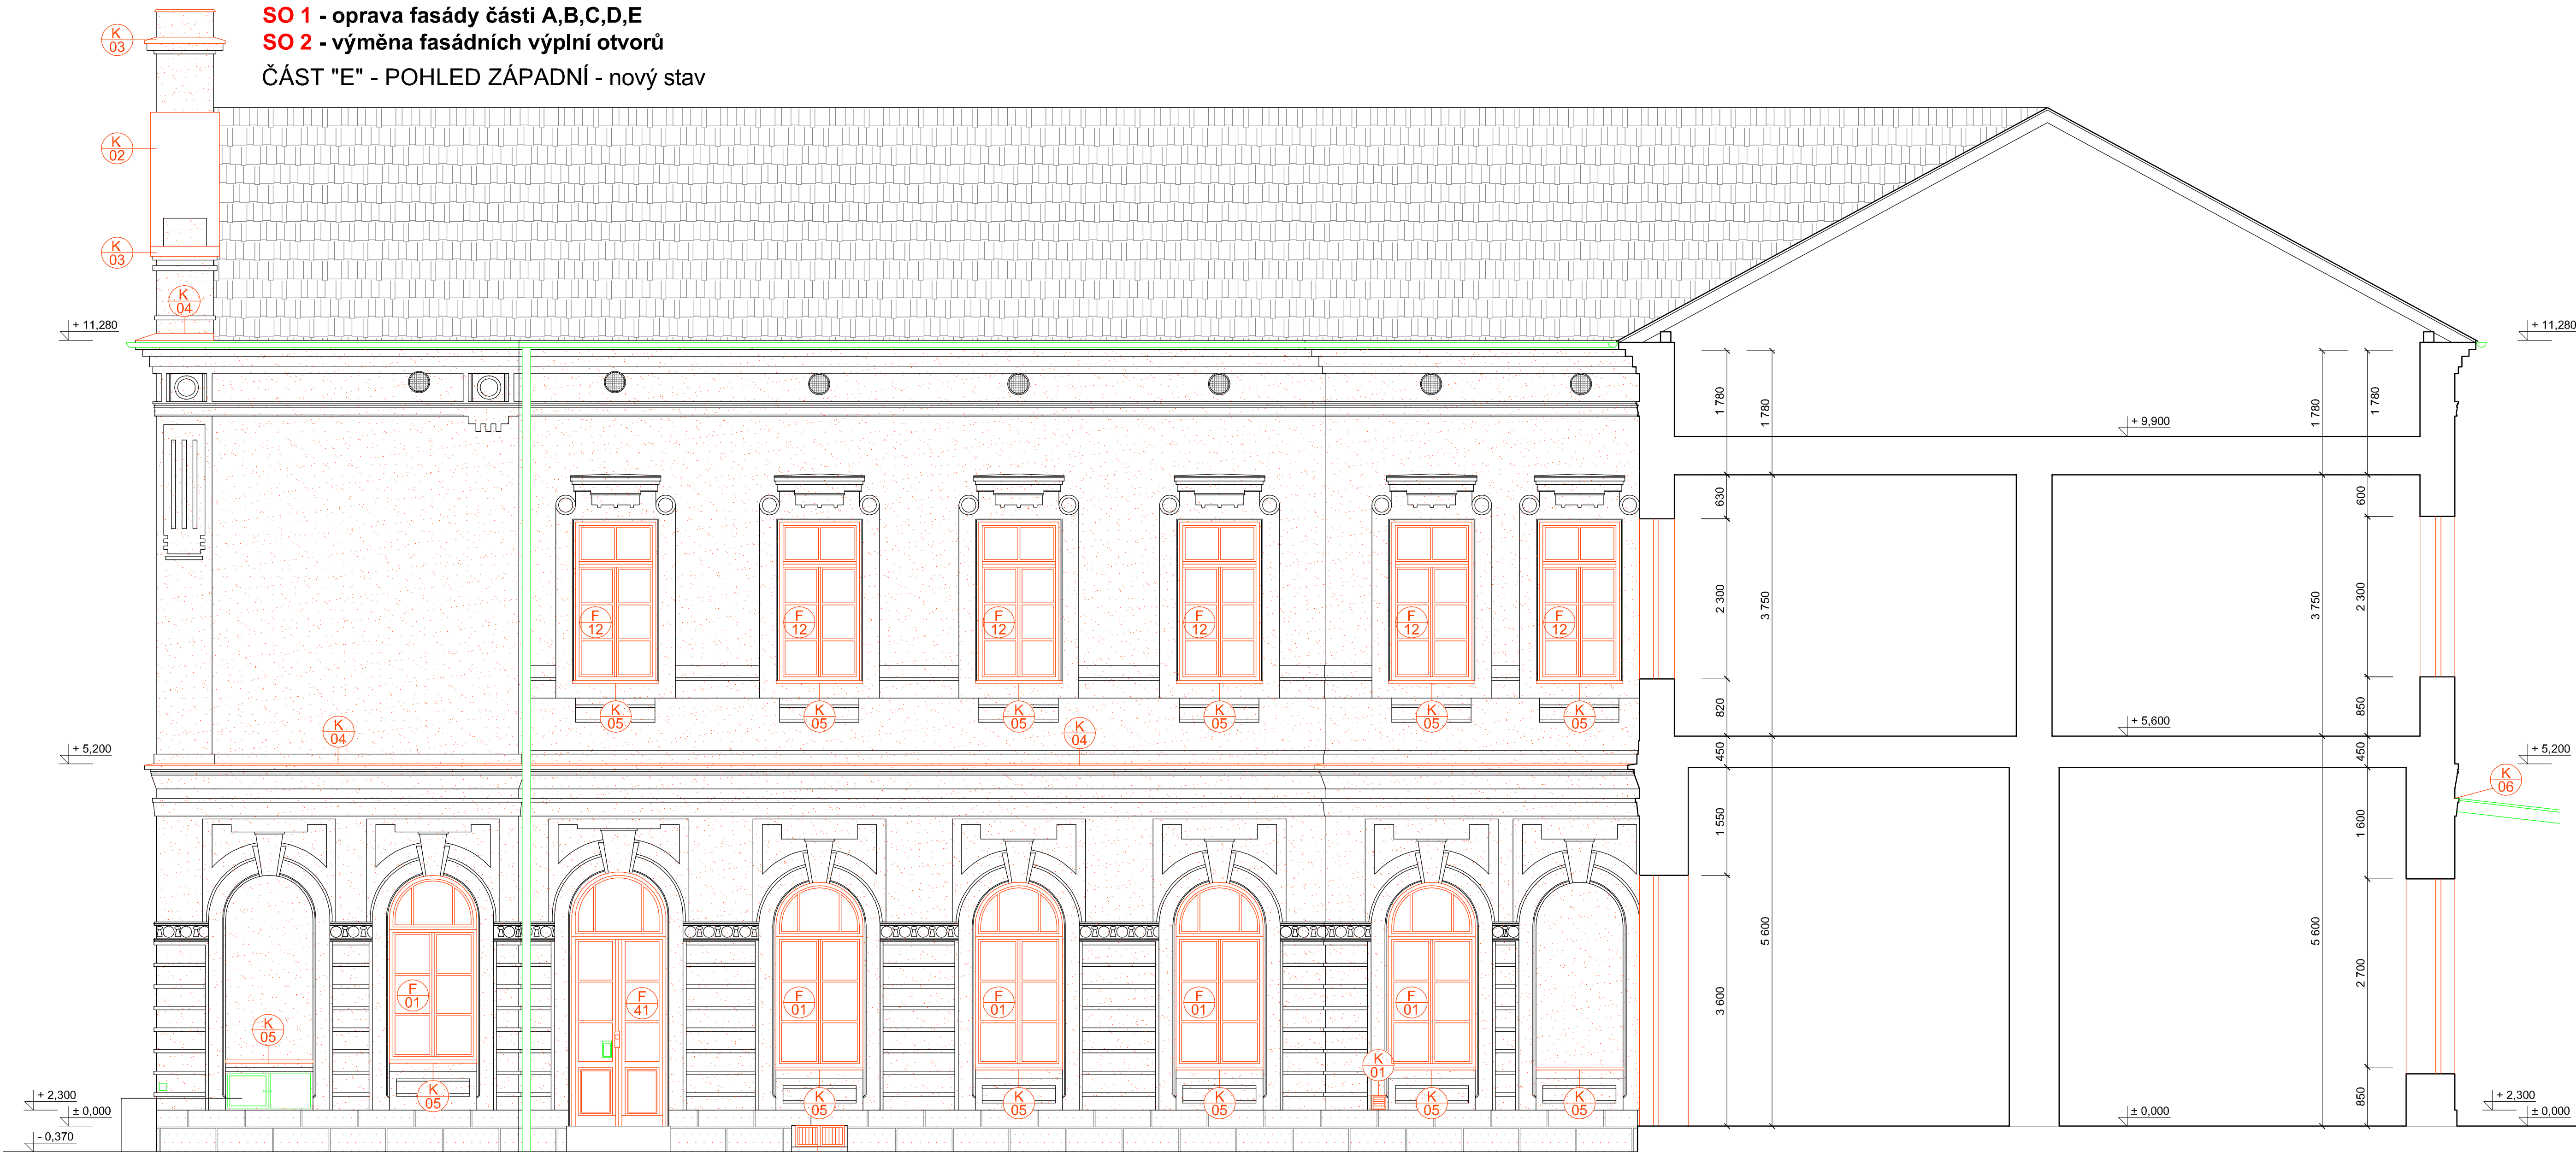 SO 1 - oprava fasády části A,B,C,D,E
SO 2 - výměna fasádních výplní otvorů
ČÁST "E" - POHLED ZÁPADNÍ - nový stav
K
03
K
02
K
03
K
04
+ 11,280
+ 11,280
1 780
1 780
1 780
1 780
+ 9,900
630
600
F
12
F
12
F
12
F
12
F
12
F
12
2 300
3 750
3 750
2 300
K
05
K
05
K
05
K
05
K
05
K
05
820
850
+ 5,600
K
04
K
04
+ 5,200
450
450
+ 5,200
K
06
1 550
1 600
5 600
5 600
F
01
F
41
F
01
F
01
F
01
F
01
3 600
2 700
K
05
K
01
K
05
K
05
K
05
K
05
K
05
K
05
850
+ 2,300
± 0,000
- 0,370
± 0,000
+ 2,300
± 0,000